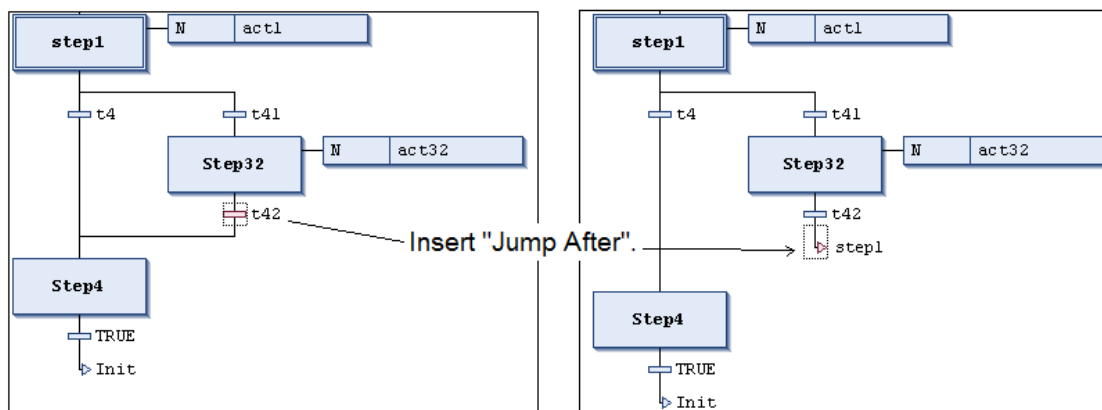 step1
N act1
t4
t41
Step32
N act32
t42
Step4
TRUE
Init
Insert "Jump After".
step1
N act1
t4
t41
Step32
N act32
t42
step1
Step4
TRUE
Init